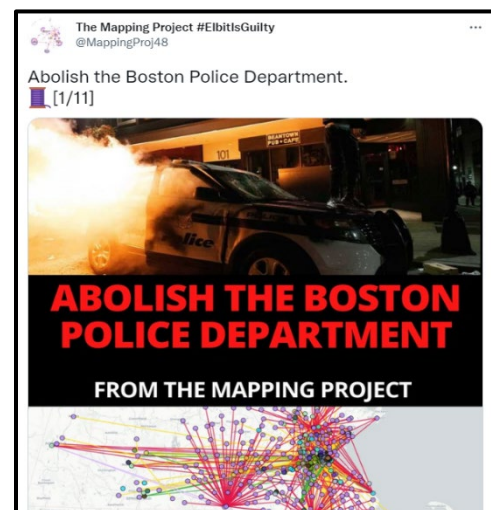 The Mapping Project #ElbitIsGuilty
@MappingProj48
Abolish the Boston Police Department.
[1/11]
101
BEANTOWN
PUB + CAFE
lice
ABOLISH THE BOSTON
POLICE DEPARTMENT
FROM THE MAPPING PROJECT